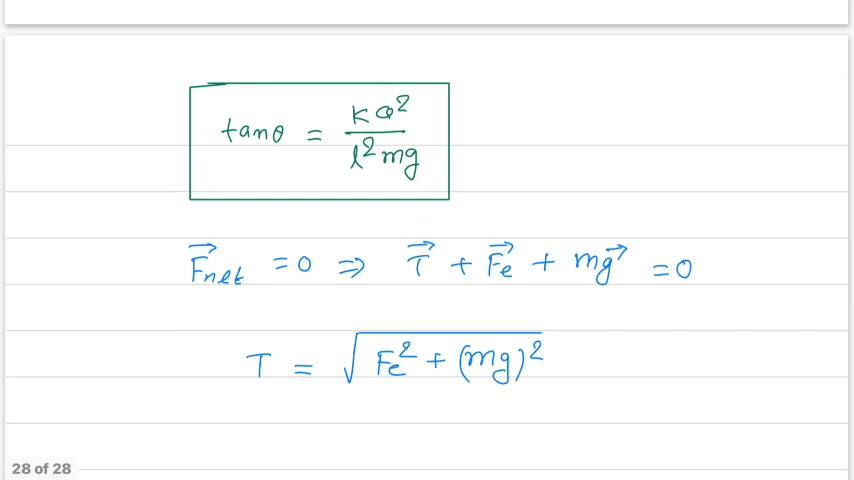 tanθ = kQ² / l²mg
F⃗net = 0 ⇒ T⃗ + F⃗e + mg⃗ = 0
T = √(Fe² + (mg)²)
28 of 28